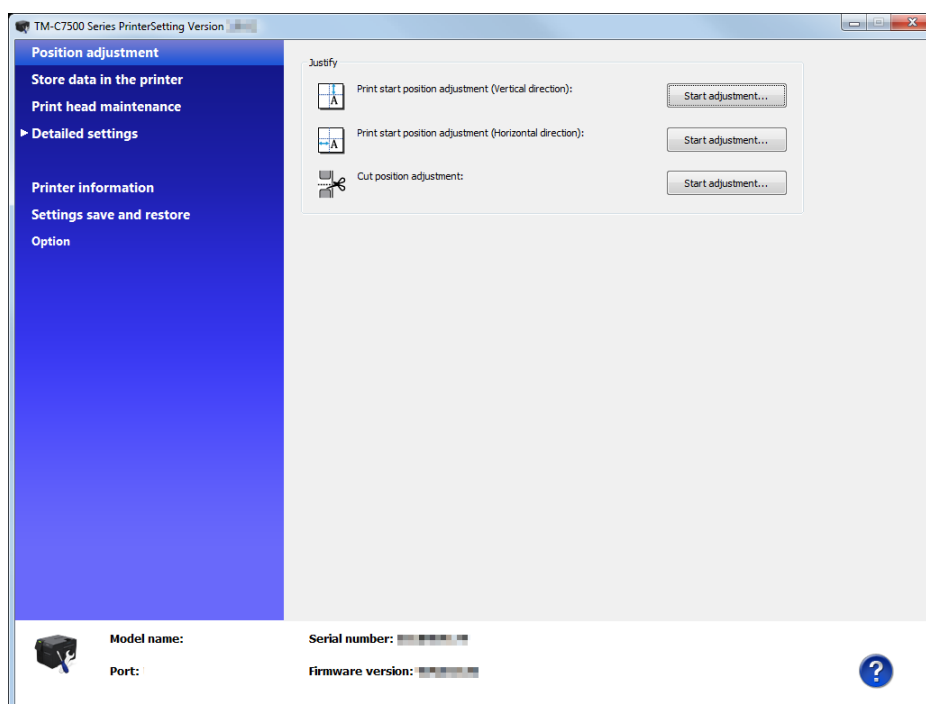 TM-C7500 Series PrinterSetting Version
Position adjustment
Store data in the printer
Print head maintenance
Detailed settings
Printer information
Settings save and restore
Option
Justify
Print start position adjustment (Vertical direction):
Start adjustment...
Print start position adjustment (Horizontal direction):
Start adjustment...
Cut position adjustment:
Start adjustment...
Model name:
Serial number:
Port:
Firmware version: